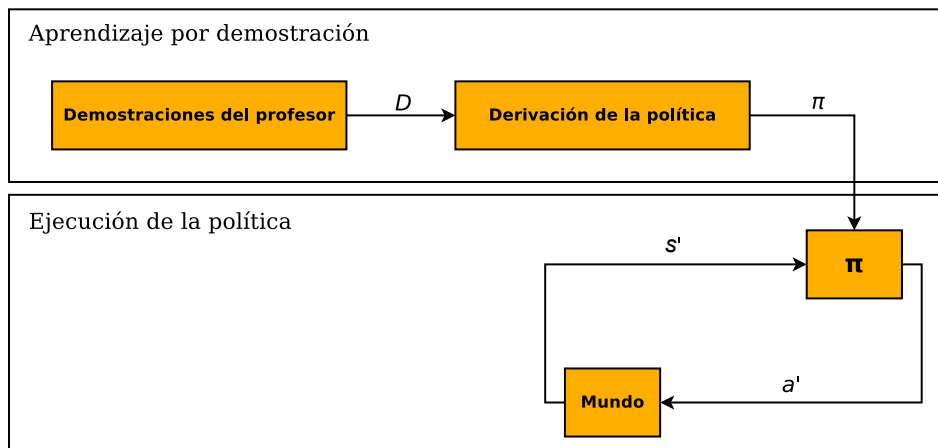 Aprendizaje por demostración
Demostraciones del profesor
D
Derivación de la política
π
Ejecución de la política
s'
π
a'
Mundo